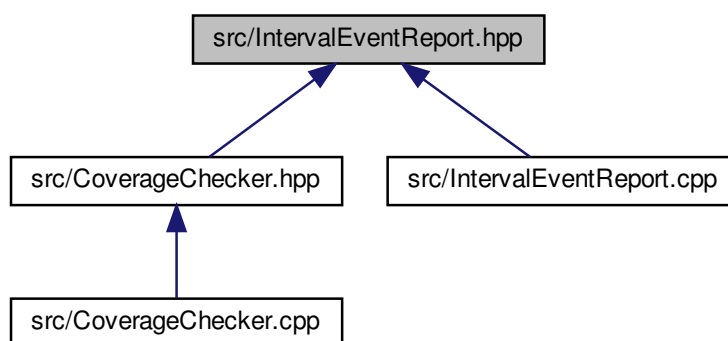 src/IntervalEventReport.hpp
src/CoverageChecker.hpp
src/IntervalEventReport.cpp
src/CoverageChecker.cpp